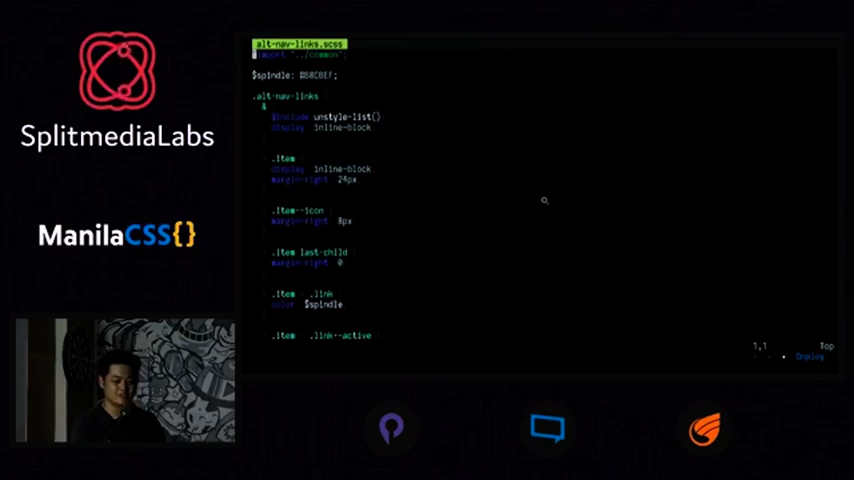 SplitmediaLabs
ManilaCSS{}
alt-nav-links.scss
import '../common';
$spindle: #B8CBEF;
.alt-nav-links
&
@include unstyle-list()
display inline-block
.item
display inline-block
margin-right 24px
.item--icon
margin-right 8px
.item last-child
margin-right 0
.item .link
color $spindle
.item .link--active
1,1 Top